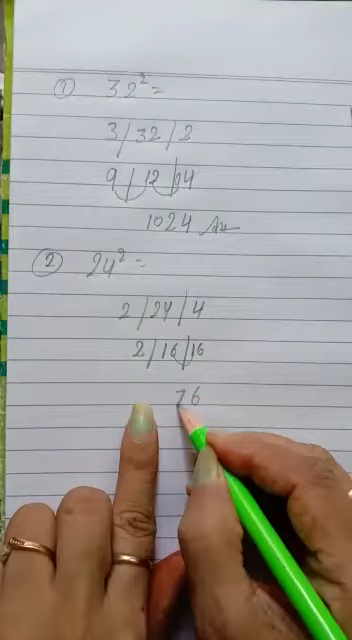 ① 32² =
3/32/2
9/12/04
1024 Ans
② 24² =
2/24/4
2/16/16
76